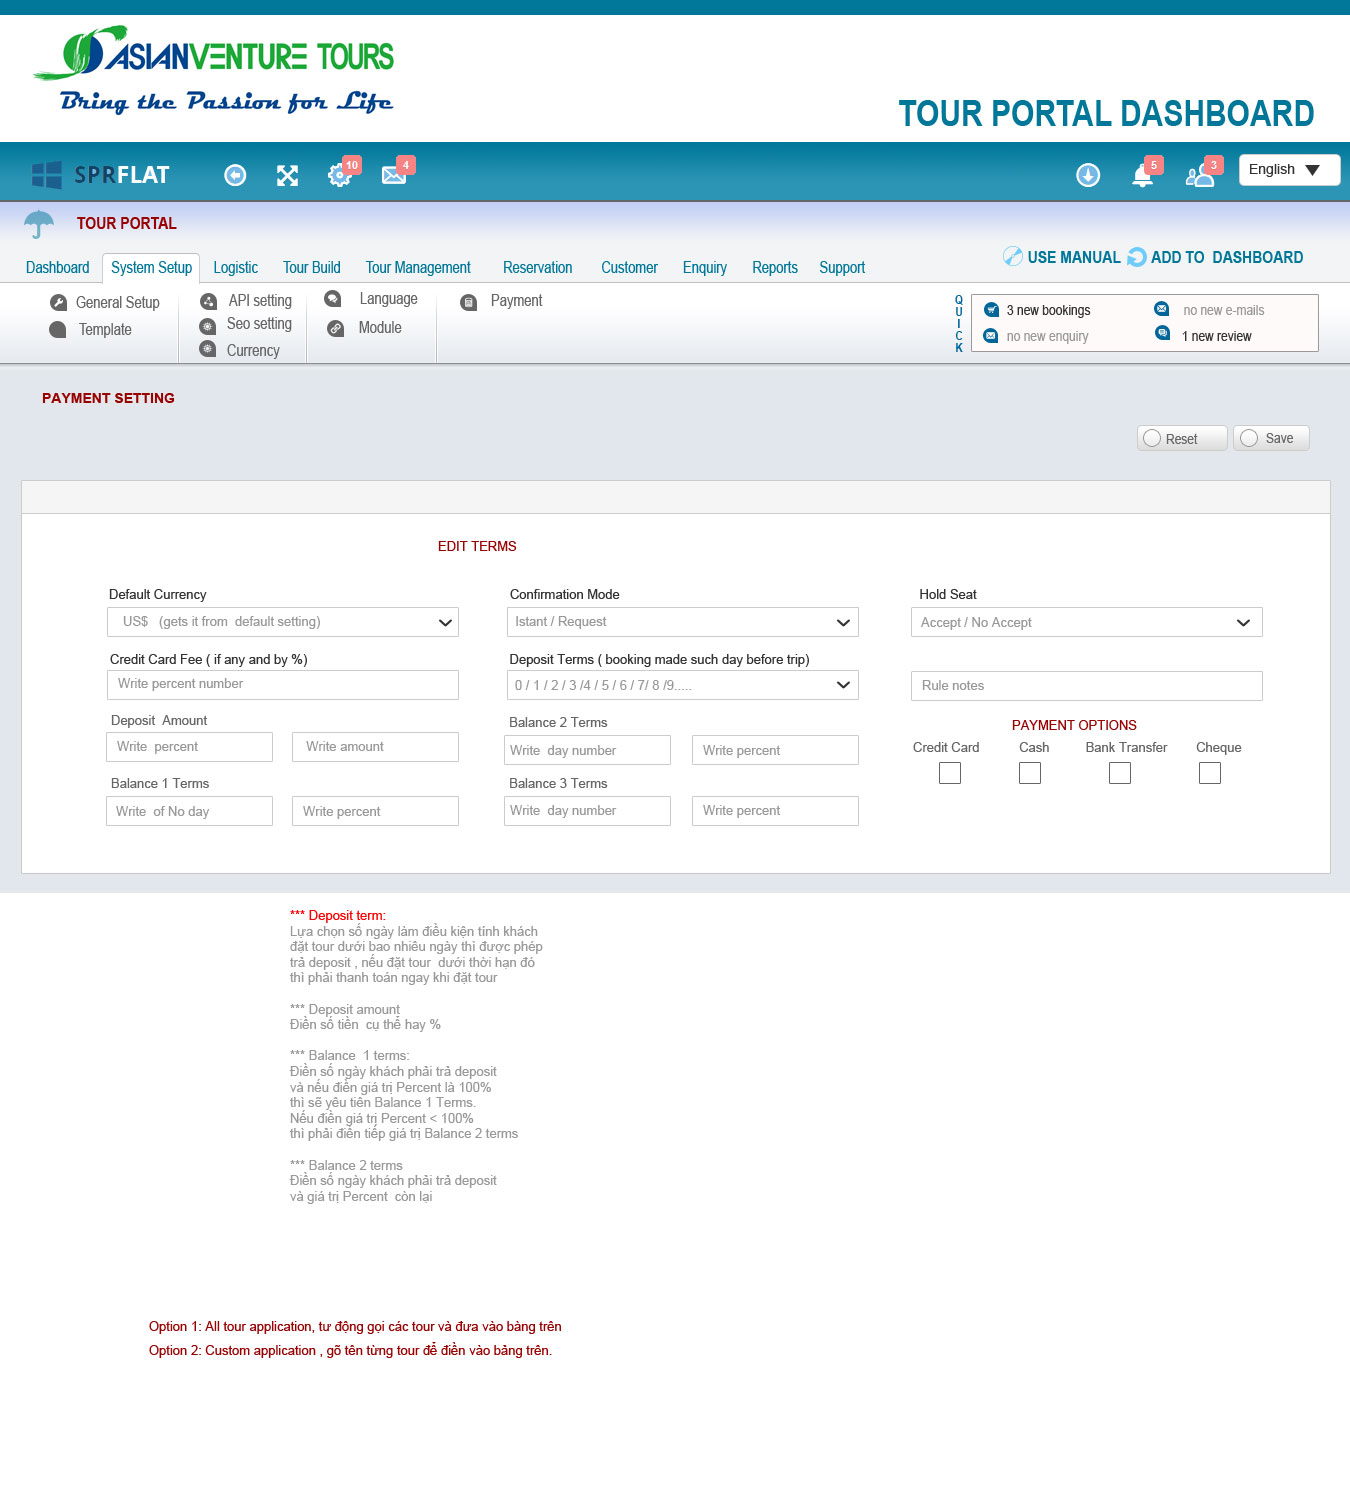 ASIANVENTURE TOURS
Bring the Passion for Life
TOUR PORTAL DASHBOARD
SPRFLAT
10
4
5
3
English
TOUR PORTAL
USE MANUAL
ADD TO DASHBOARD
Dashboard
System Setup
Logistic
Tour Build
Tour Management
Reservation
Customer
Enquiry
Reports
Support
General Setup
Template
API setting
Seo setting
Currency
Language
Module
Payment
QUICK
3 new bookings
no new e-mails
no new enquiry
1 new review
PAYMENT SETTING
Reset
Save
EDIT TERMS
Default Currency
Confirmation Mode
Hold Seat
US$ (gets it from default setting)
Istant / Request
Accept / No Accept
Credit Card Fee ( if any and by %)
Deposit Terms ( booking made such day before trip)
Write percent number
0 / 1 / 2 / 3 /4 / 5 / 6 / 7/ 8 /9.....
Rule notes
Deposit Amount
Balance 2 Terms
PAYMENT OPTIONS
Write percent
Write amount
Write day number
Write percent
Credit Card
Cash
Bank Transfer
Cheque
Balance 1 Terms
Balance 3 Terms
Write of No day
Write percent
Write day number
Write percent
*** Deposit term:
Lựa chọn số ngày làm điều kiện tính khách
đặt tour dưới bao nhiêu ngày thì được phép
trả deposit , nếu đặt tour dưới thời hạn đó
thì phải thanh toán ngay khi đặt tour
*** Deposit amount
Điền số tiền cụ thể hay %
*** Balance 1 terms:
Điền số ngày khách phải trả deposit
và nếu điền giá trị Percent là 100%
thì sẽ yêu tiên Balance 1 Terms.
Nếu điền giá trị Percent < 100%
thì phải điền tiếp giá trị Balance 2 terms
*** Balance 2 terms
Điền số ngày khách phải trả deposit
và giá trị Percent còn lại
Option 1: All tour application, tư động gọi các tour và đưa vào bảng trên
Option 2: Custom application , gõ tên từng tour để điền vào bảng trên.